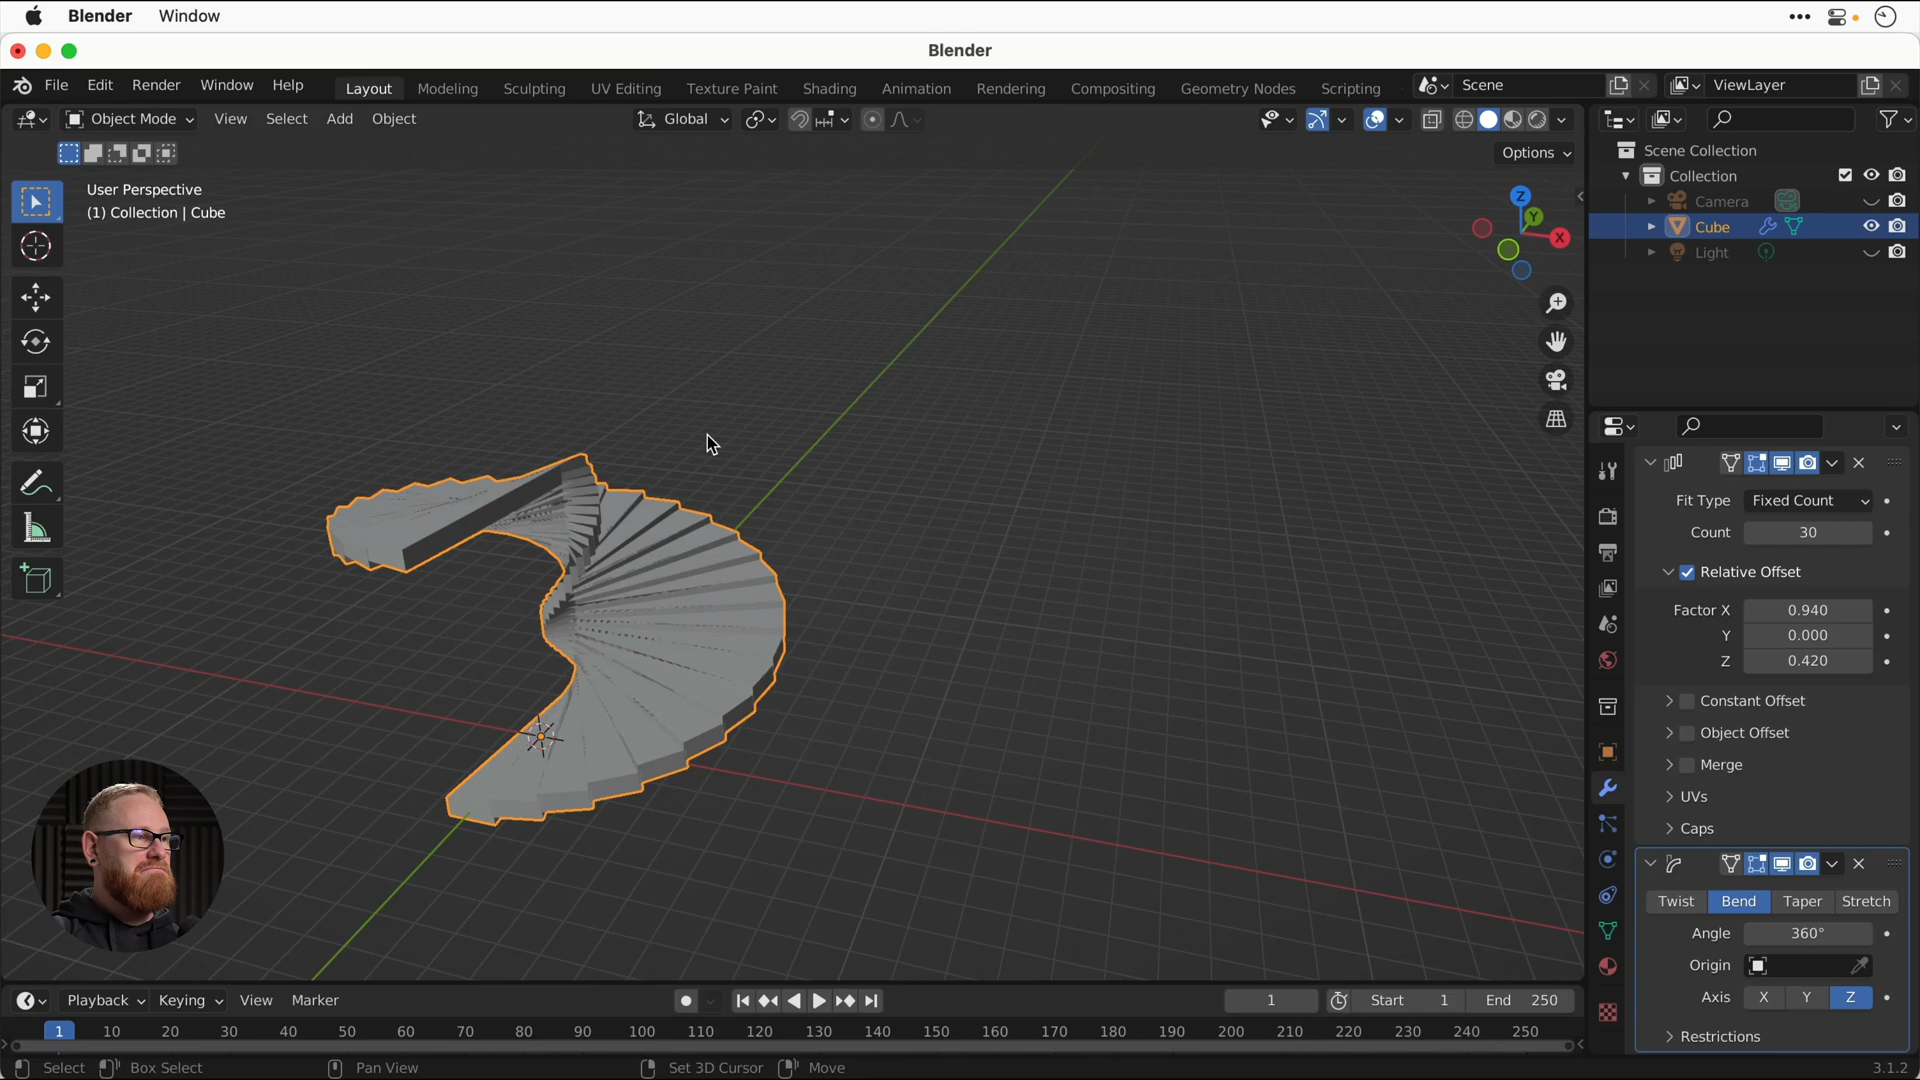 Blender Window
Blender
File Edit Render Window Help Layout Modeling Sculpting UV Editing Texture Paint Shading Animation Rendering Compositing Geometry Nodes Scripting Scene ViewLayer
Object Mode View Select Add Object Global
Options
User Perspective
(1) Collection | Cube
Z
Y
X
Scene Collection
Collection
Camera
Cube
Light
Fit Type Fixed Count
Count 30
Relative Offset
Factor X 0.940
Y 0.000
Z 0.420
Constant Offset
Object Offset
Merge
UVs
Caps
Twist Bend Taper Stretch
Angle 360°
Origin
Axis X Y Z
Restrictions
Playback Keying View Marker 1 Start 1 End 250
1 10 20 30 40 50 60 70 80 90 100 110 120 130 140 150 160 170 180 190 200 210 220 230 240 250
Select Box Select Pan View Set 3D Cursor Move 3.1.2